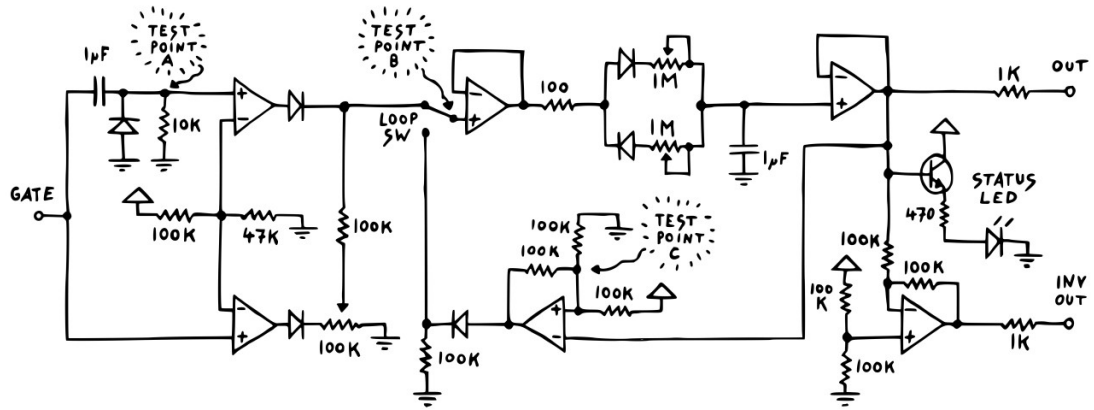 TEST
POINT
A
TEST
POINT
B
1µF
100
1M
1K
OUT
+
-
-
+
-
+
10K
LOOP
SW
1M
1µF
GATE
100K
47K
100K
100K
TEST
POINT
C
STATUS
LED
470
100K
100K
100K
100K
100
K
INV
OUT
-
+
100K
+
-
-
+
1K
100K
100K